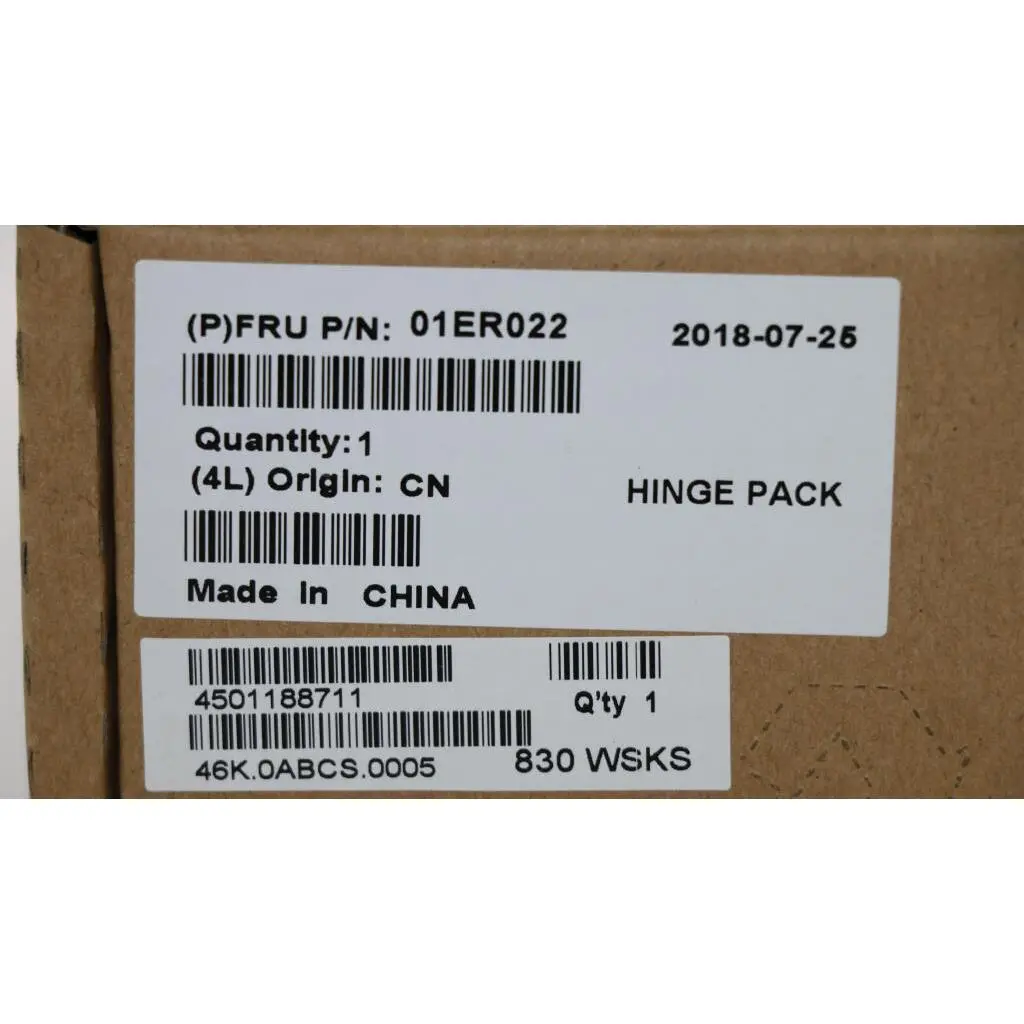 (P)FRU P/N: 01ER022
2018-07-25
Quantity: 1
(4L) Origin: CN
HINGE PACK
Made In CHINA
4501188711
Q'ty 1
46K.0ABCS.0005
830 WSKS